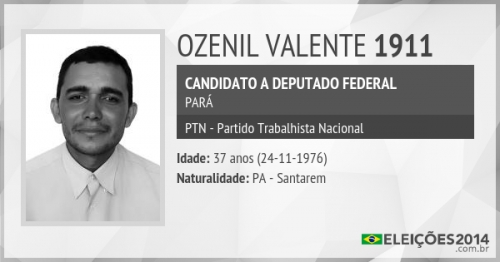 OZENIL VALENTE 1911
CANDIDATO A DEPUTADO FEDERAL
PARÁ
PTN - Partido Trabalhista Nacional
Idade: 37 anos (24-11-1976)
Naturalidade: PA - Santarem
ELEIÇÕES2014
.com.br